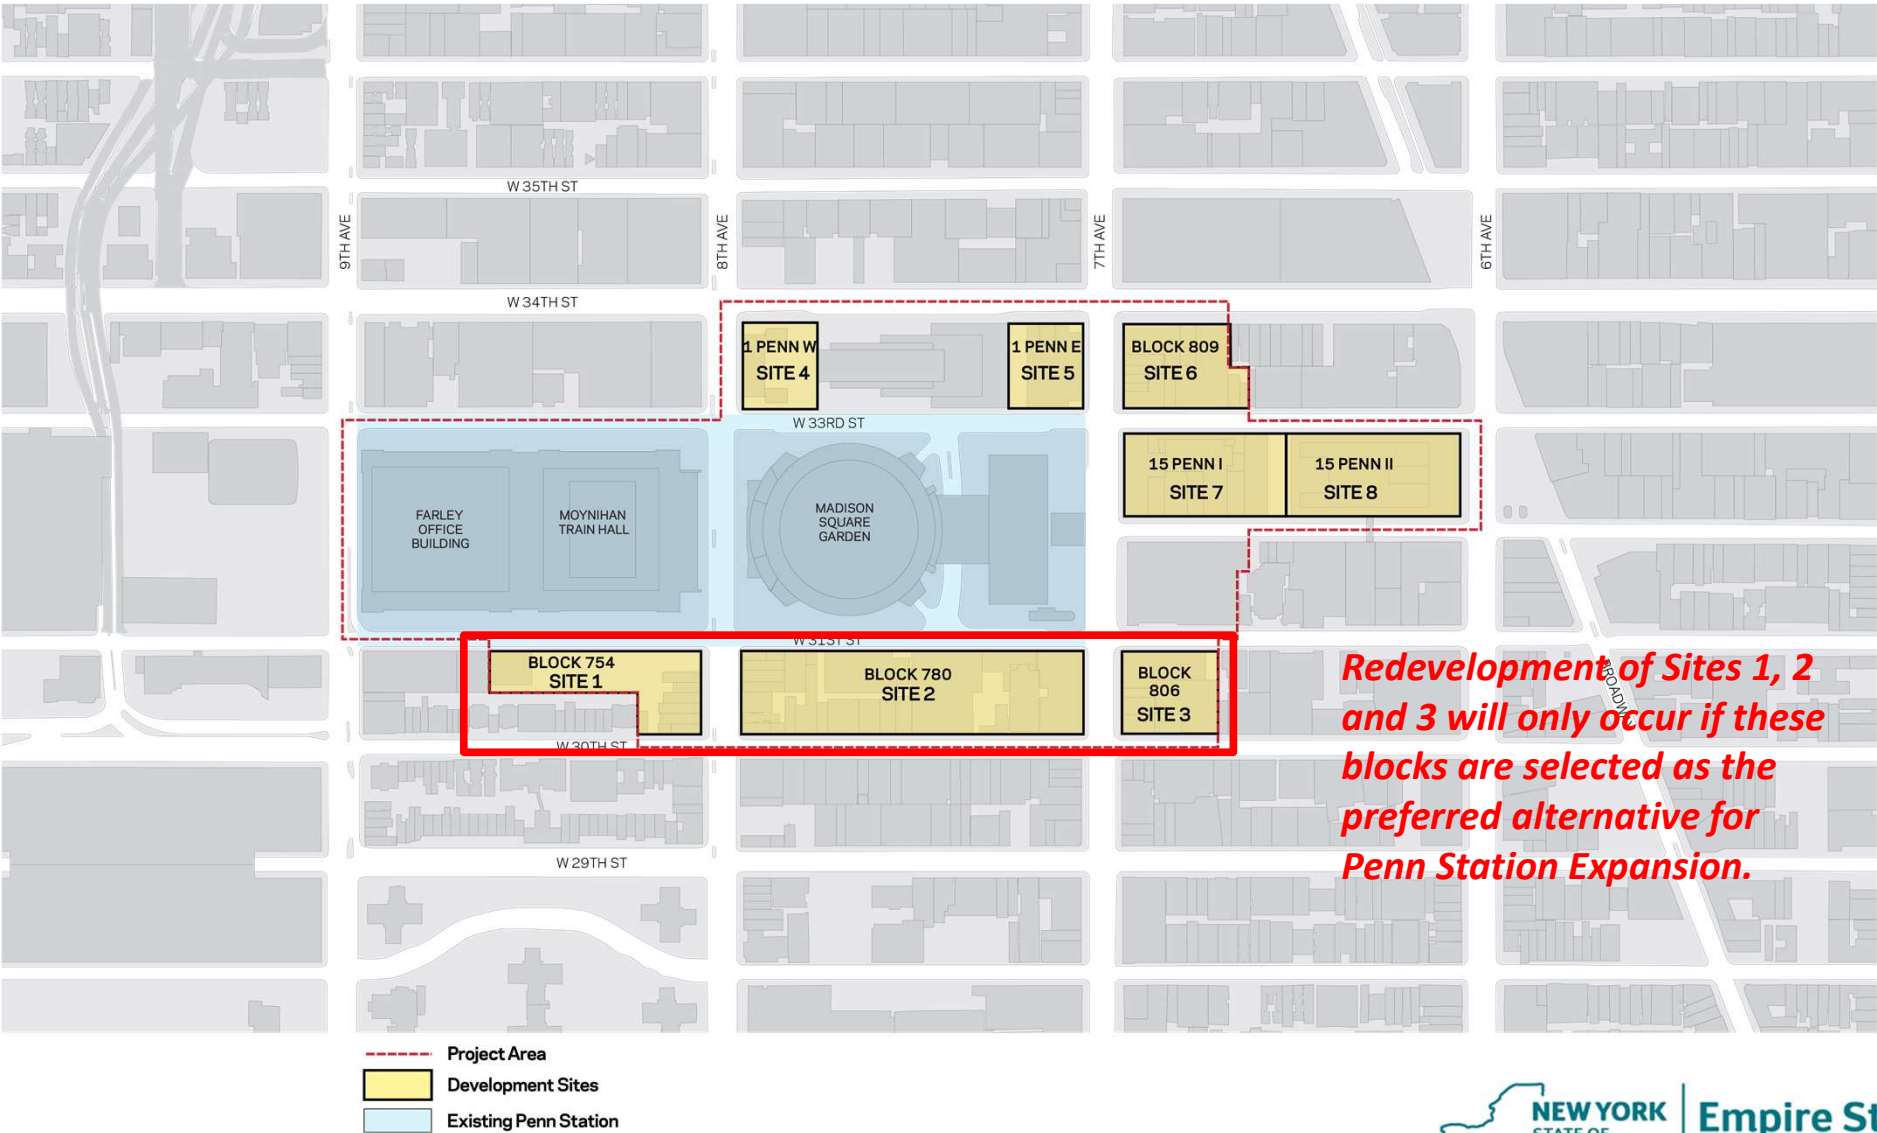 W 35TH ST
9TH AVE
8TH AVE
7TH AVE
6TH AVE
W 34TH ST
1 PENN W
SITE 4
1 PENN E
SITE 5
BLOCK 809
SITE 6
W 33RD ST
15 PENN I
SITE 7
15 PENN II
SITE 8
FARLEY
OFFICE
BUILDING
MOYNIHAN
TRAIN HALL
MADISON
SQUARE
GARDEN
W 31ST ST
BLOCK 754
SITE 1
BLOCK 780
SITE 2
BLOCK
806
SITE 3
BROADWAY
Redevelopment of Sites 1, 2
and 3 will only occur if these
blocks are selected as the
preferred alternative for
Penn Station Expansion.
W 30TH ST
W 29TH ST
Project Area
Development Sites
Existing Penn Station
NEW YORK
STATE OF
Empire St